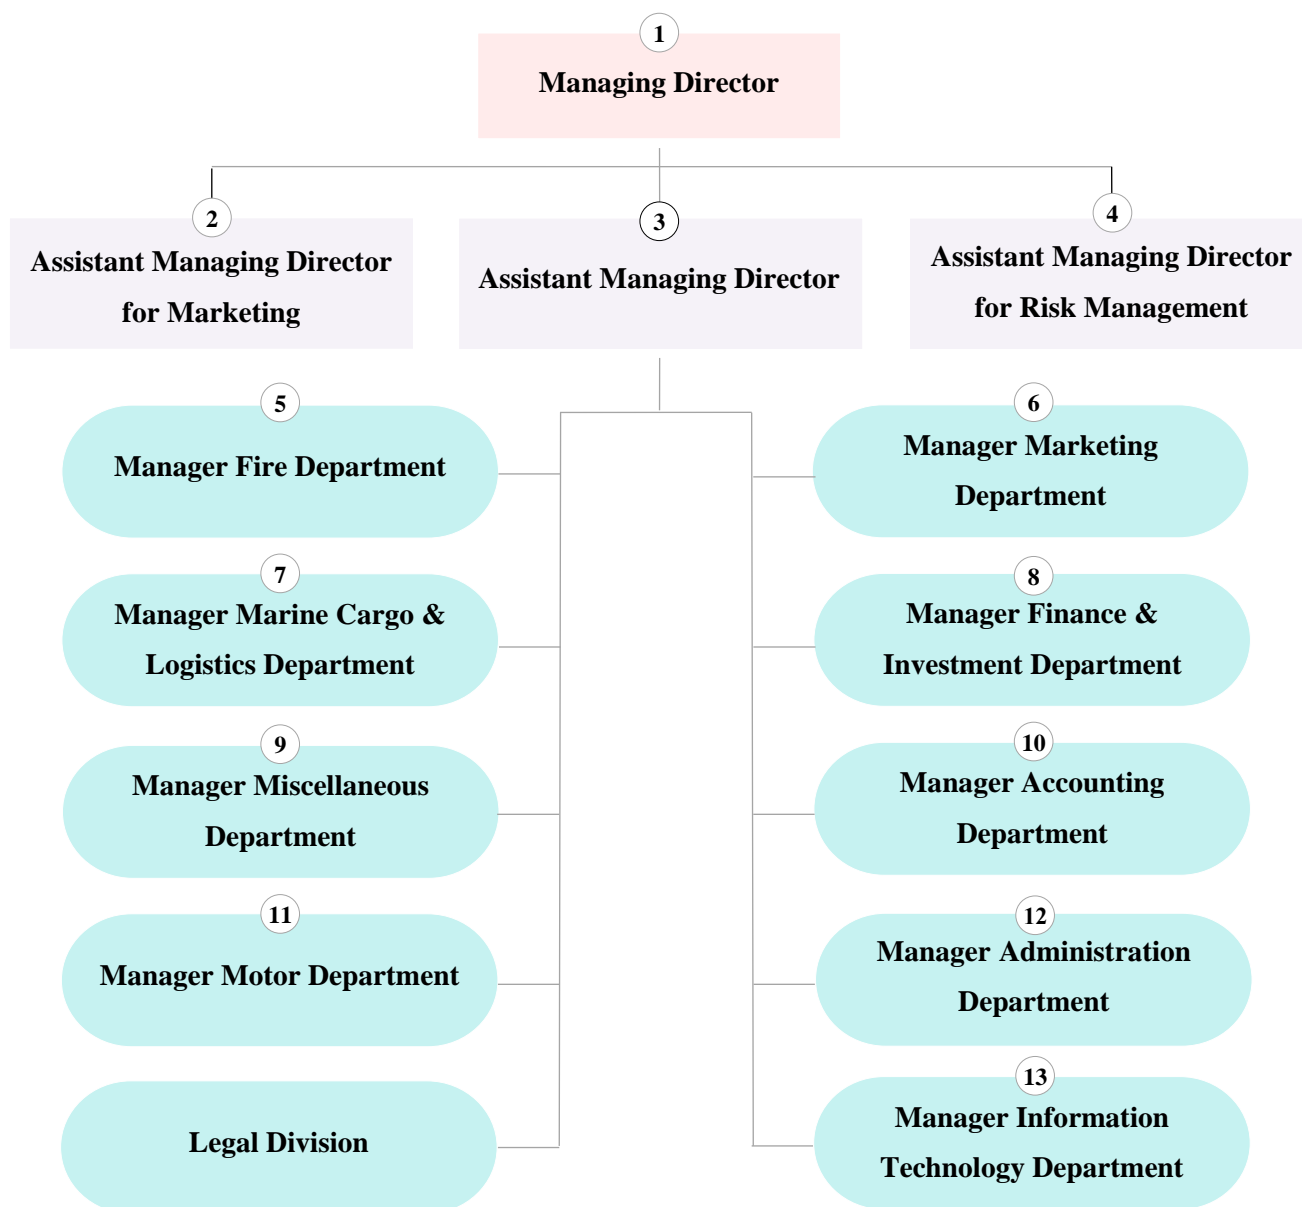 1
Managing Director
2
Assistant Managing Director
for Marketing
3
Assistant Managing Director
4
Assistant Managing Director
for Risk Management
5
Manager Fire Department
6
Manager Marketing
Department
7
Manager Marine Cargo &
Logistics Department
8
Manager Finance &
Investment Department
9
Manager Miscellaneous
Department
10
Manager Accounting
Department
11
Manager Motor Department
12
Manager Administration
Department
Legal Division
13
Manager Information
Technology Department